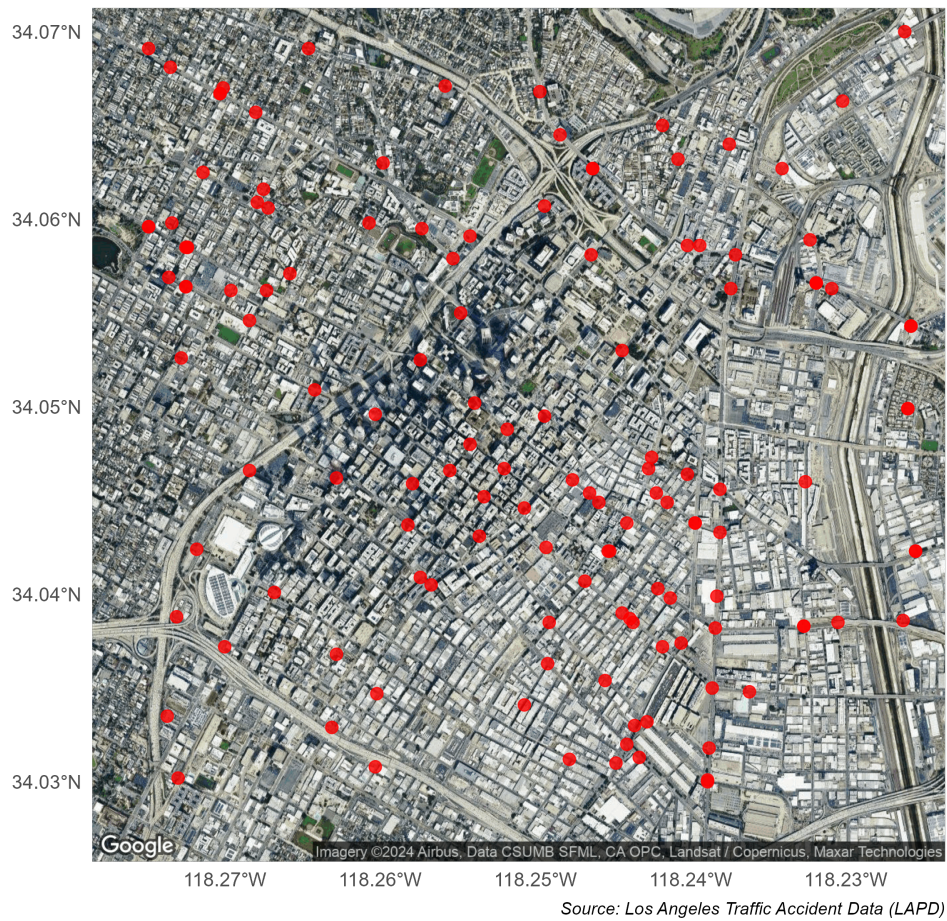 34.07°N
34.06°N
34.05°N
34.04°N
34.03°N
Google
Imagery ©2024 Airbus, Data CSUMB SFML, CA OPC, Landsat / Copernicus, Maxar Technologies
118.27°W 118.26°W 118.25°W 118.24°W 118.23°W
Source: Los Angeles Traffic Accident Data (LAPD)